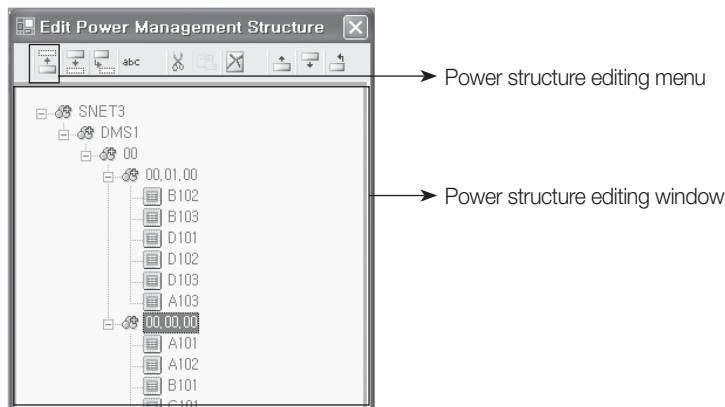 Edit Power Management Structure
abc
Power structure editing menu
SNET3
DMS1
00
00,01,00
Power structure editing window
B102
B103
D101
D102
D103
A103
00,00,00
A101
A102
B101